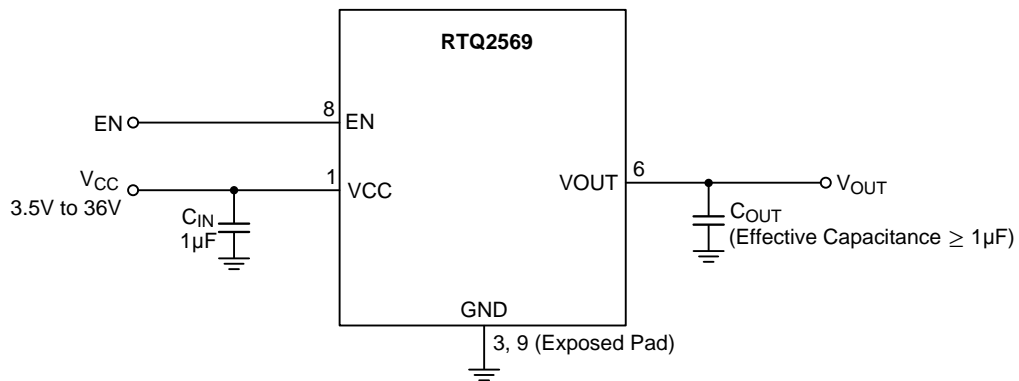 RTQ2569
EN
8
EN
VCC
3.5V to 36V
1
VCC
CIN
1µF
VOUT
6
VOUT
COUT
(Effective Capacitance ≥ 1µF)
GND
3, 9 (Exposed Pad)